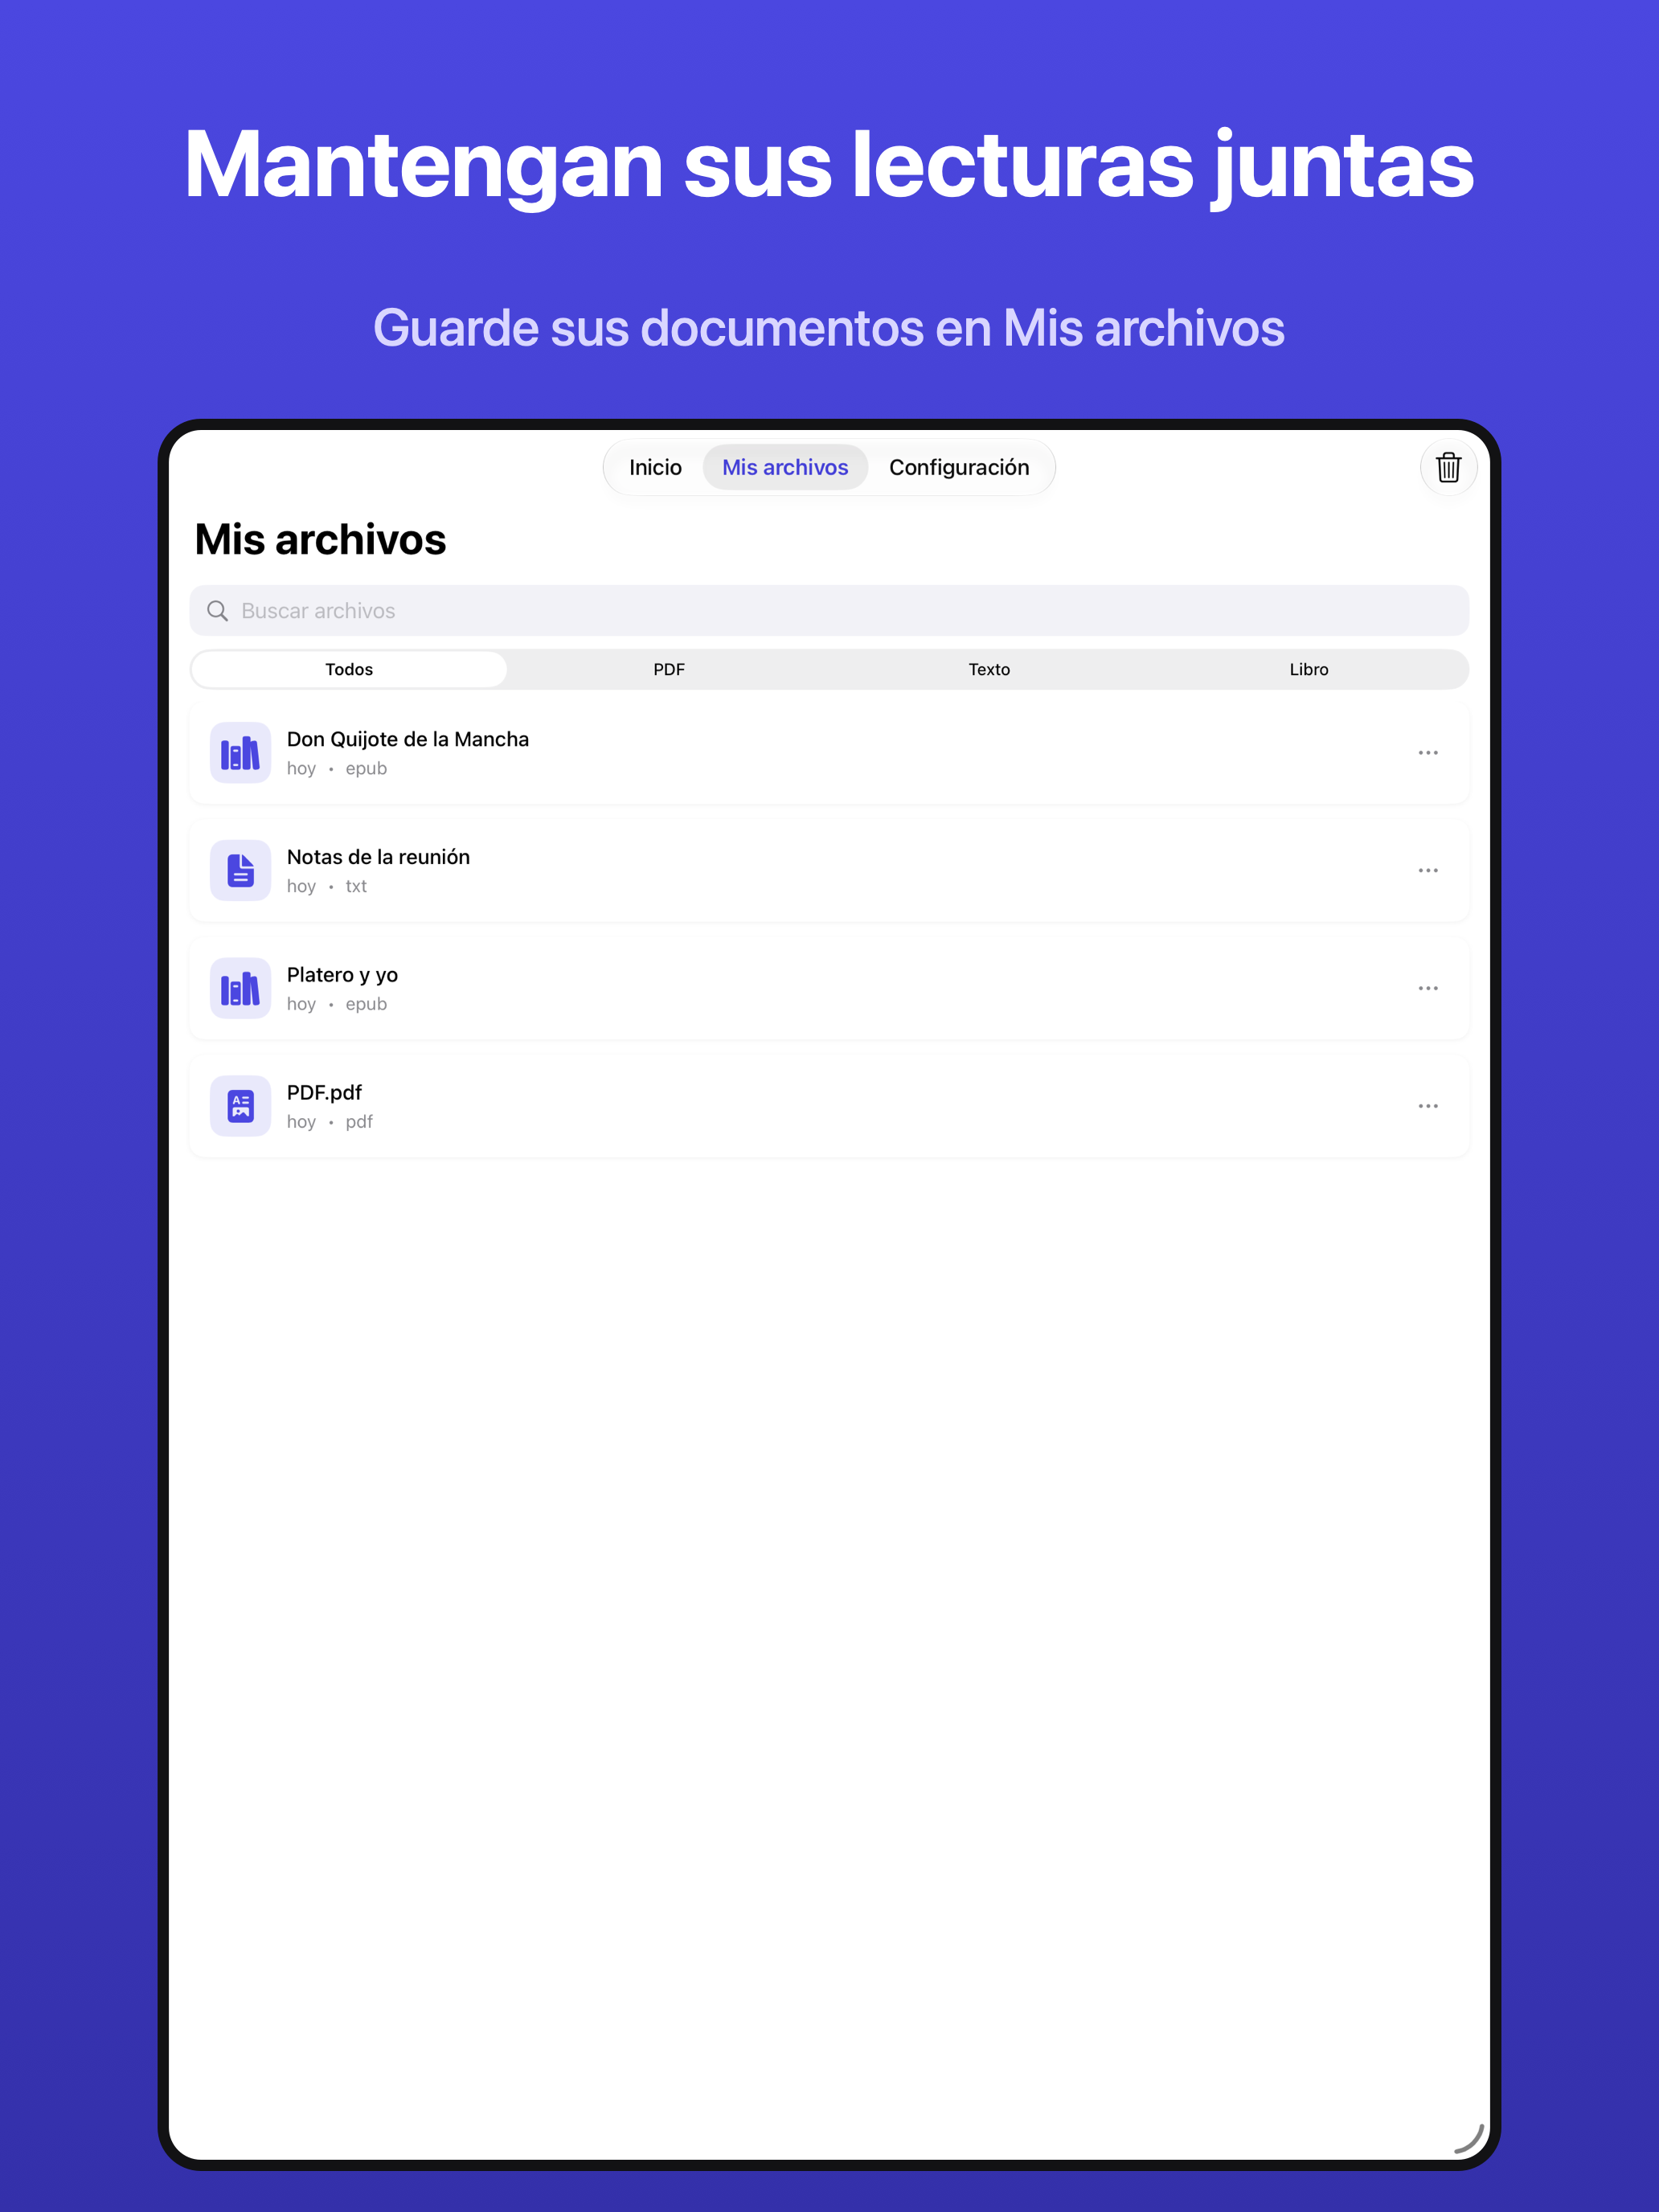 Mantengan sus lecturas juntas
Guarde sus documentos en Mis archivos
Inicio Mis archivos Configuración
Mis archivos
Buscar archivos
Todos PDF Texto Libro
Don Quijote de la Mancha
hoy • epub
Notas de la reunión
hoy • txt
Platero y yo
hoy • epub
PDF.pdf
hoy • pdf